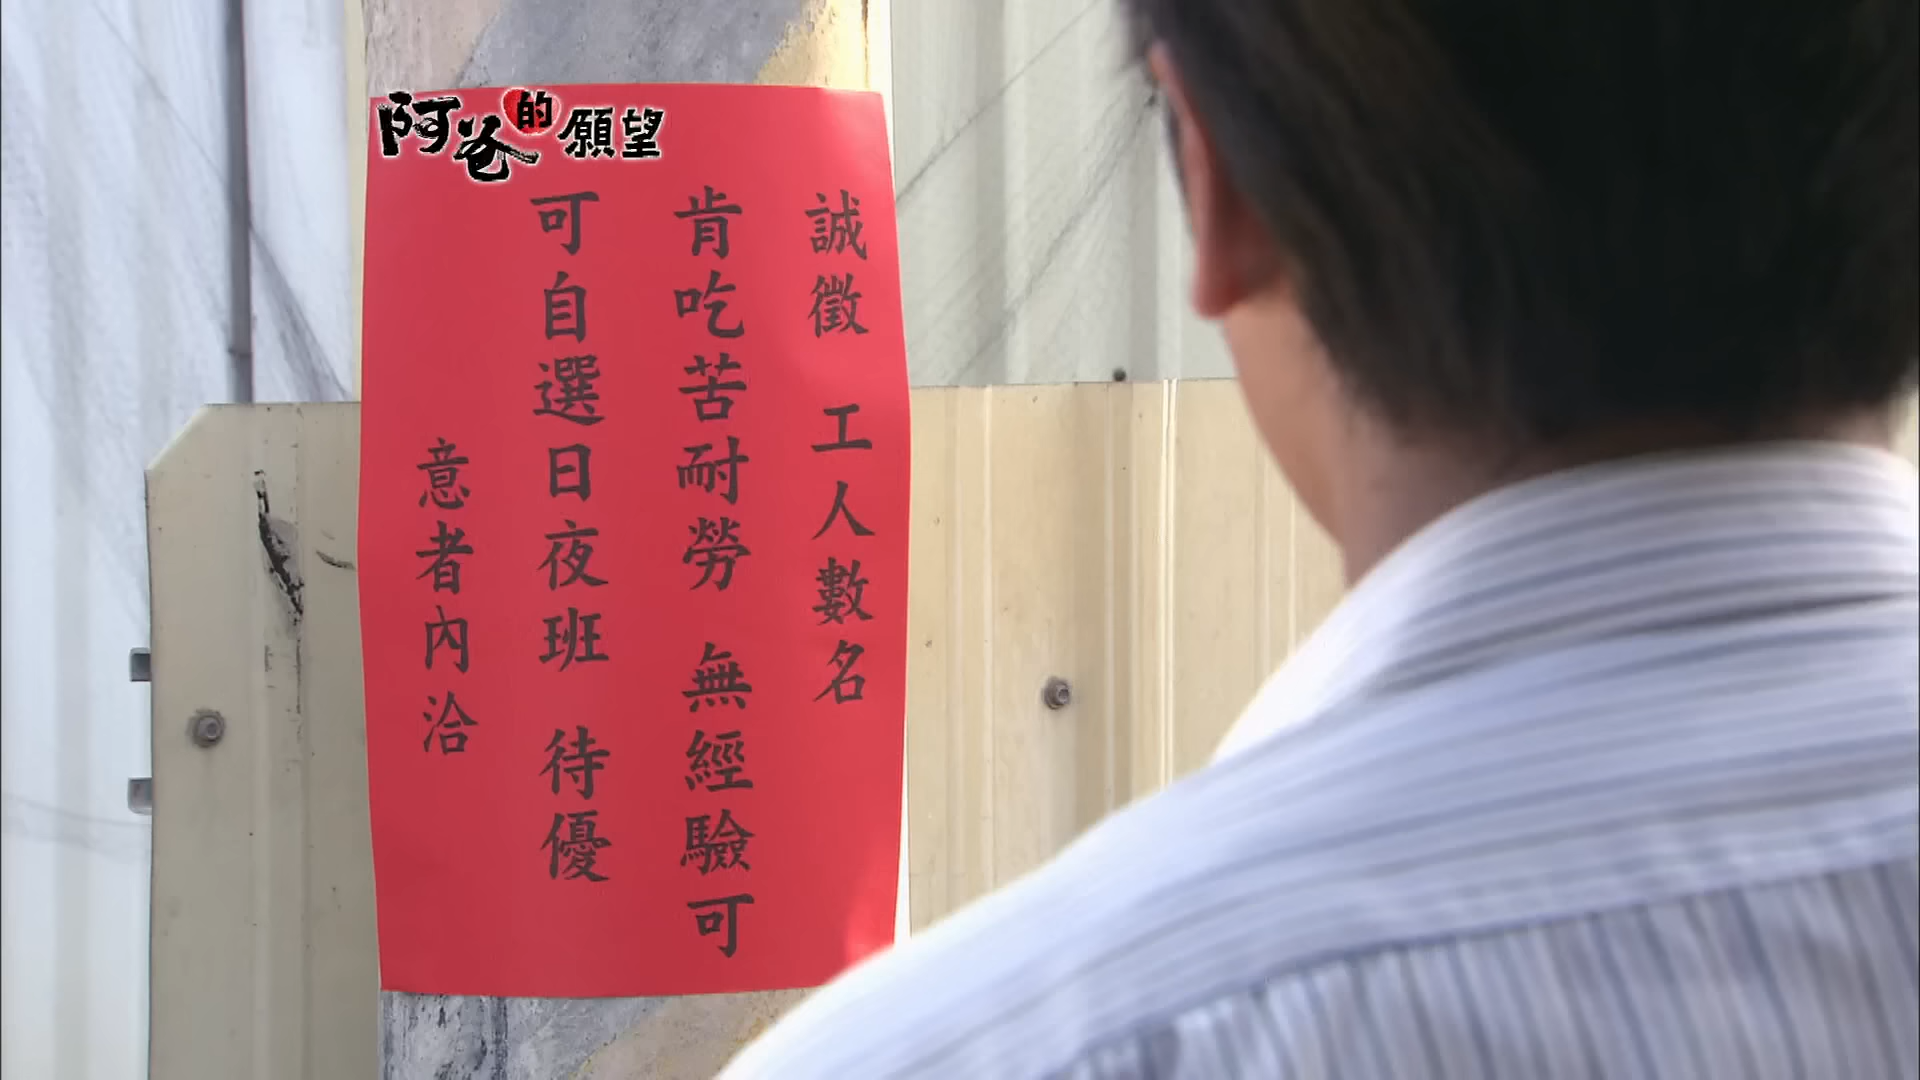 阿爸的願望
誠徵 工人數名
肯吃苦耐勞 無經驗可
可自選日夜班 待優
意者內洽